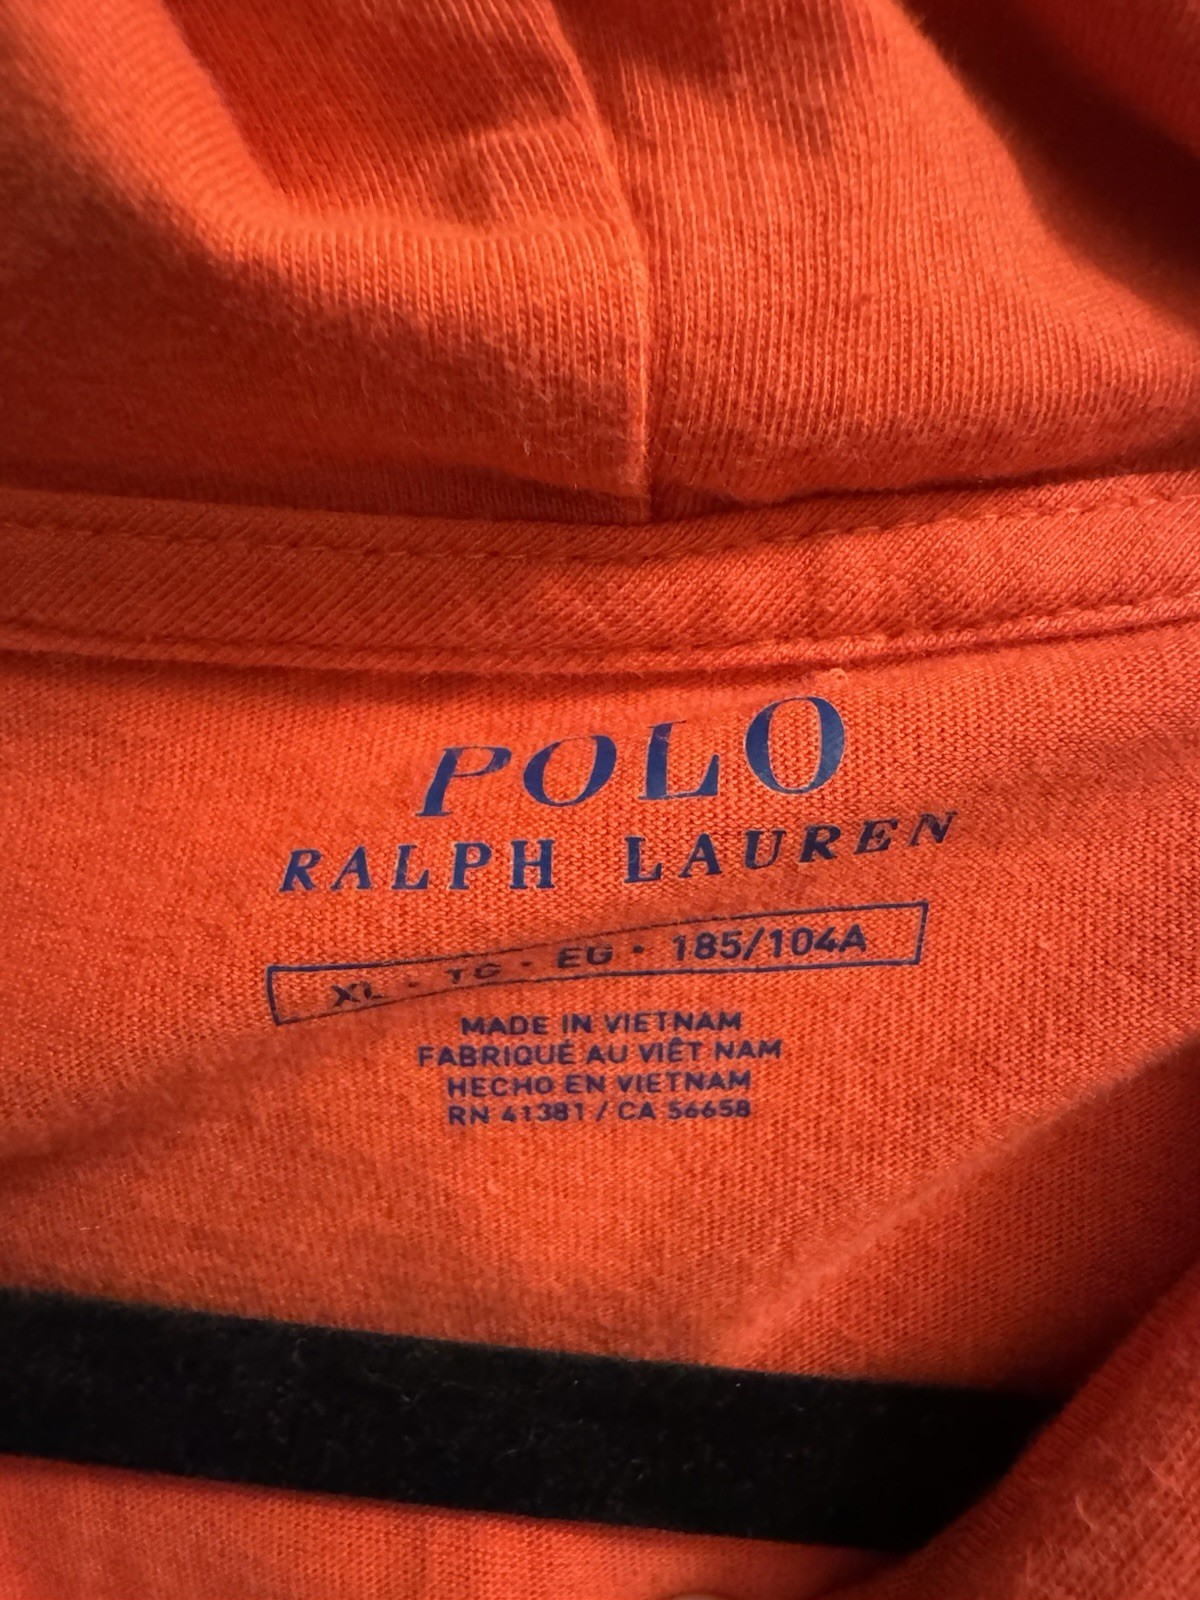 POLO
RALPH LAUREN
XL • TG • EG • 185/104A
MADE IN VIETNAM
FABRIQUÉ AU VIÊT NAM
HECHO EN VIETNAM
RN 41381 / CA 56658